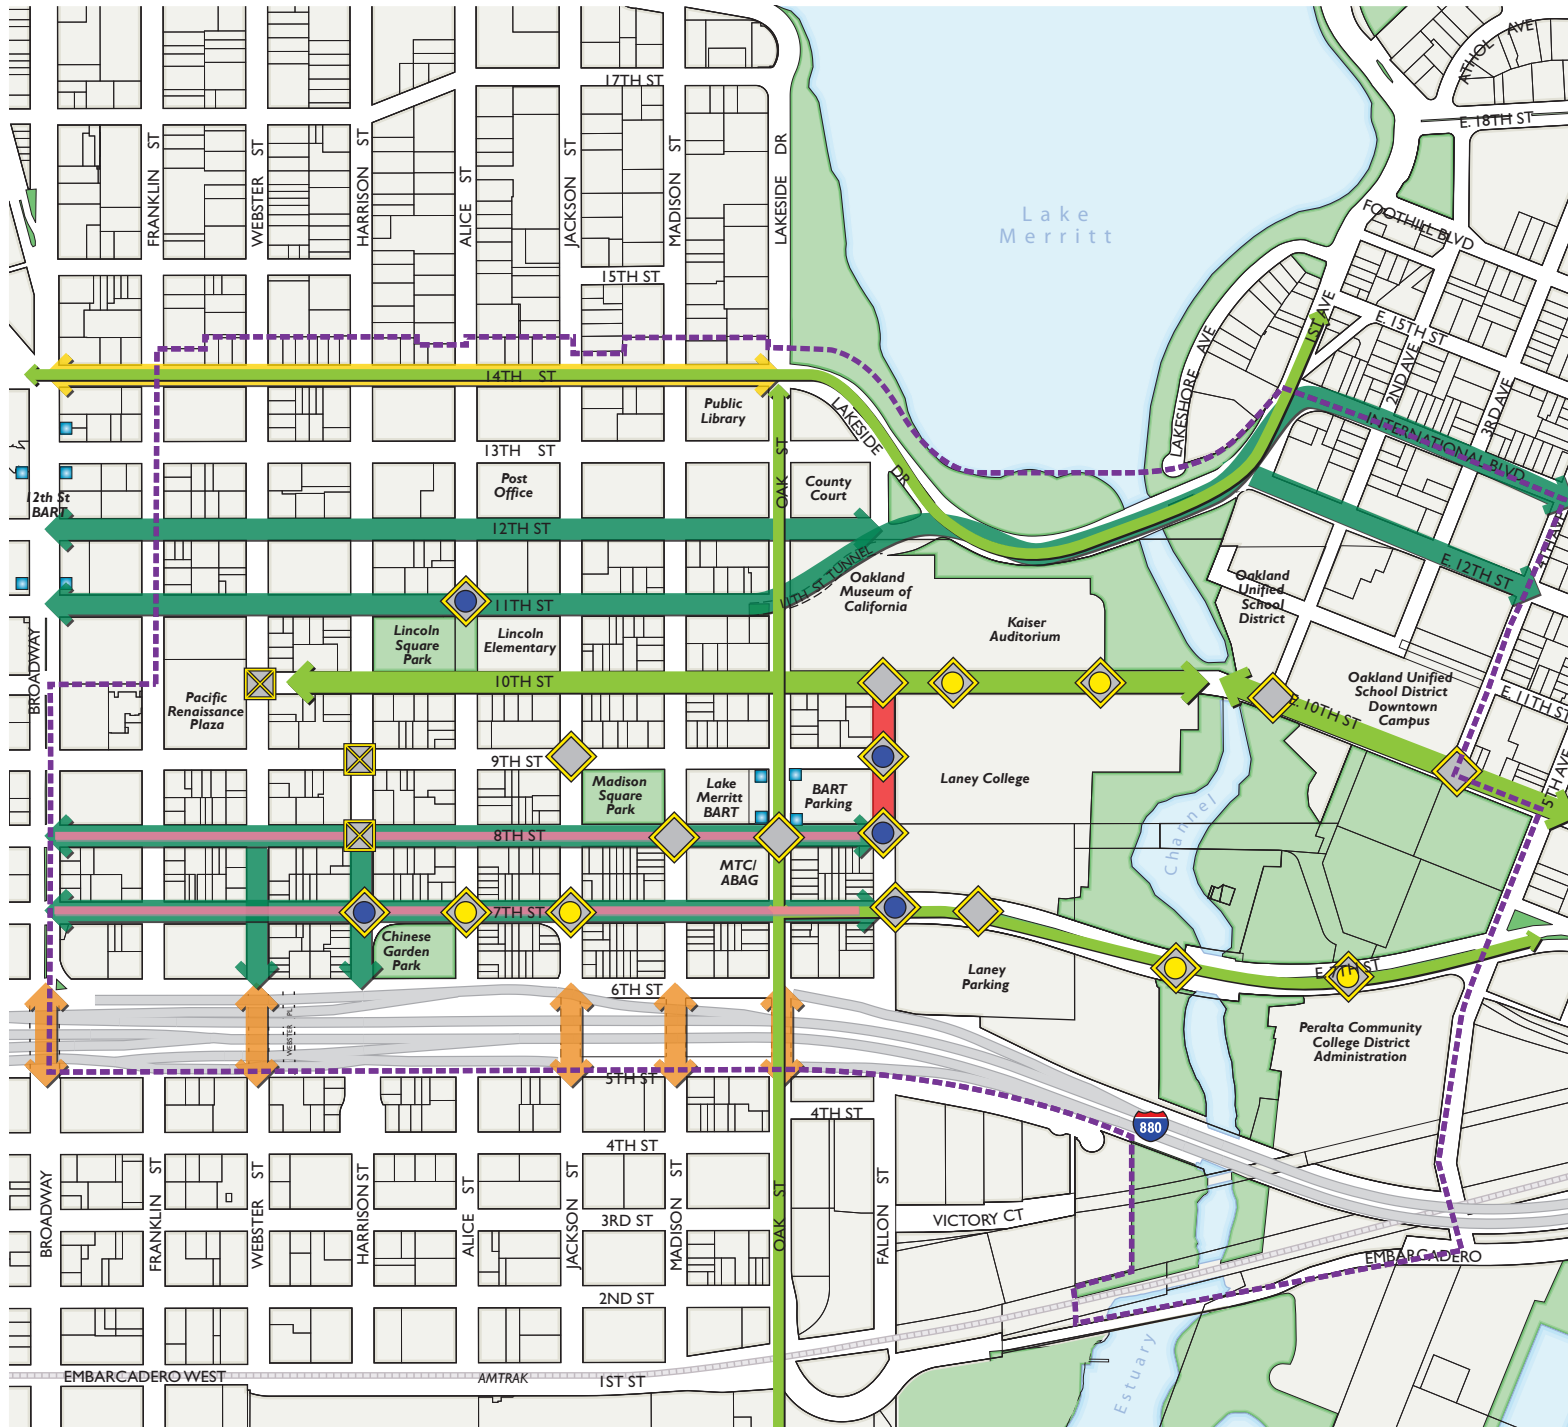 17TH ST
ATHOL AVE
E. 18TH ST
FRANKLIN ST
WEBSTER ST
HARRISON ST
ALICE ST
JACKSON ST
MADISON ST
LAKESIDE DR
Lake
Merritt
FOOTHILL BLVD
15TH ST
1ST AVE
E. 15TH ST
LAKESHORE AVE
2ND AVE
3RD AVE
14TH ST
Public
Library
LAKESIDE DR
INTERNATIONAL BLVD
13TH ST
OAK ST
Post
Office
County
Court
12th St
BART
12TH ST
11TH ST TUNNEL
E. 12TH ST
Oakland
Museum of
California
Oakland
Unified
School
District
11TH ST
Lincoln
Square
Park
Lincoln
Elementary
Kaiser
Auditorium
BROADWAY
10TH ST
Pacific
Renaissance
Plaza
E. 10TH ST
Oakland Unified
School District
Downtown
Campus
E. 11TH ST
9TH ST
Madison
Square
Park
Lake
Merritt
BART
BART
Parking
Laney College
5TH AVE
8TH ST
Channel
MTC/
ABAG
7TH ST
Chinese
Garden
Park
Laney
Parking
E. 7TH ST
6TH ST
WEBSTER PL
Peralta Community
College District
Administration
5TH ST
4TH ST
880
4TH ST
BROADWAY
FRANKLIN ST
WEBSTER ST
HARRISON ST
ALICE ST
JACKSON ST
MADISON ST
OAK ST
FALLON ST
3RD ST
VICTORY CT
EMBARCADERO
2ND ST
Estuary
EMBARCADERO WEST
AMTRAK
1ST ST